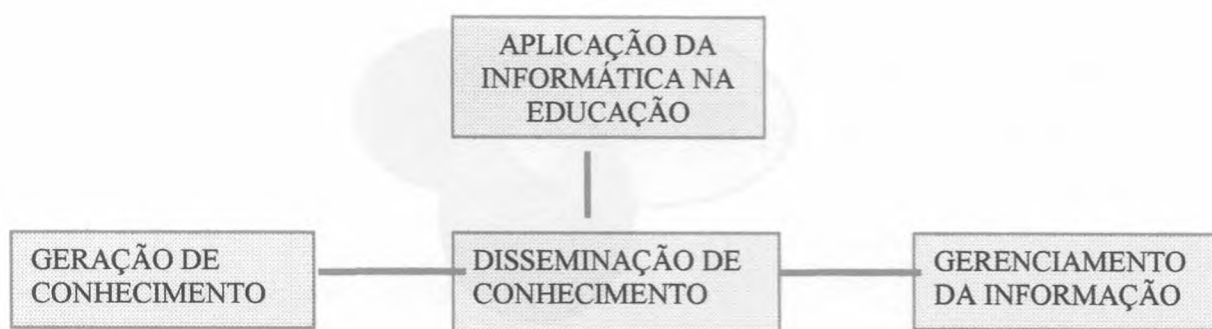 APLICAÇÃO DA
INFORMÁTICA NA
EDUCAÇÃO
GERAÇÃO DE
CONHECIMENTO
DISSEMINAÇÃO DE
CONHECIMENTO
GERENCIAMENTO
DA INFORMAÇÃO